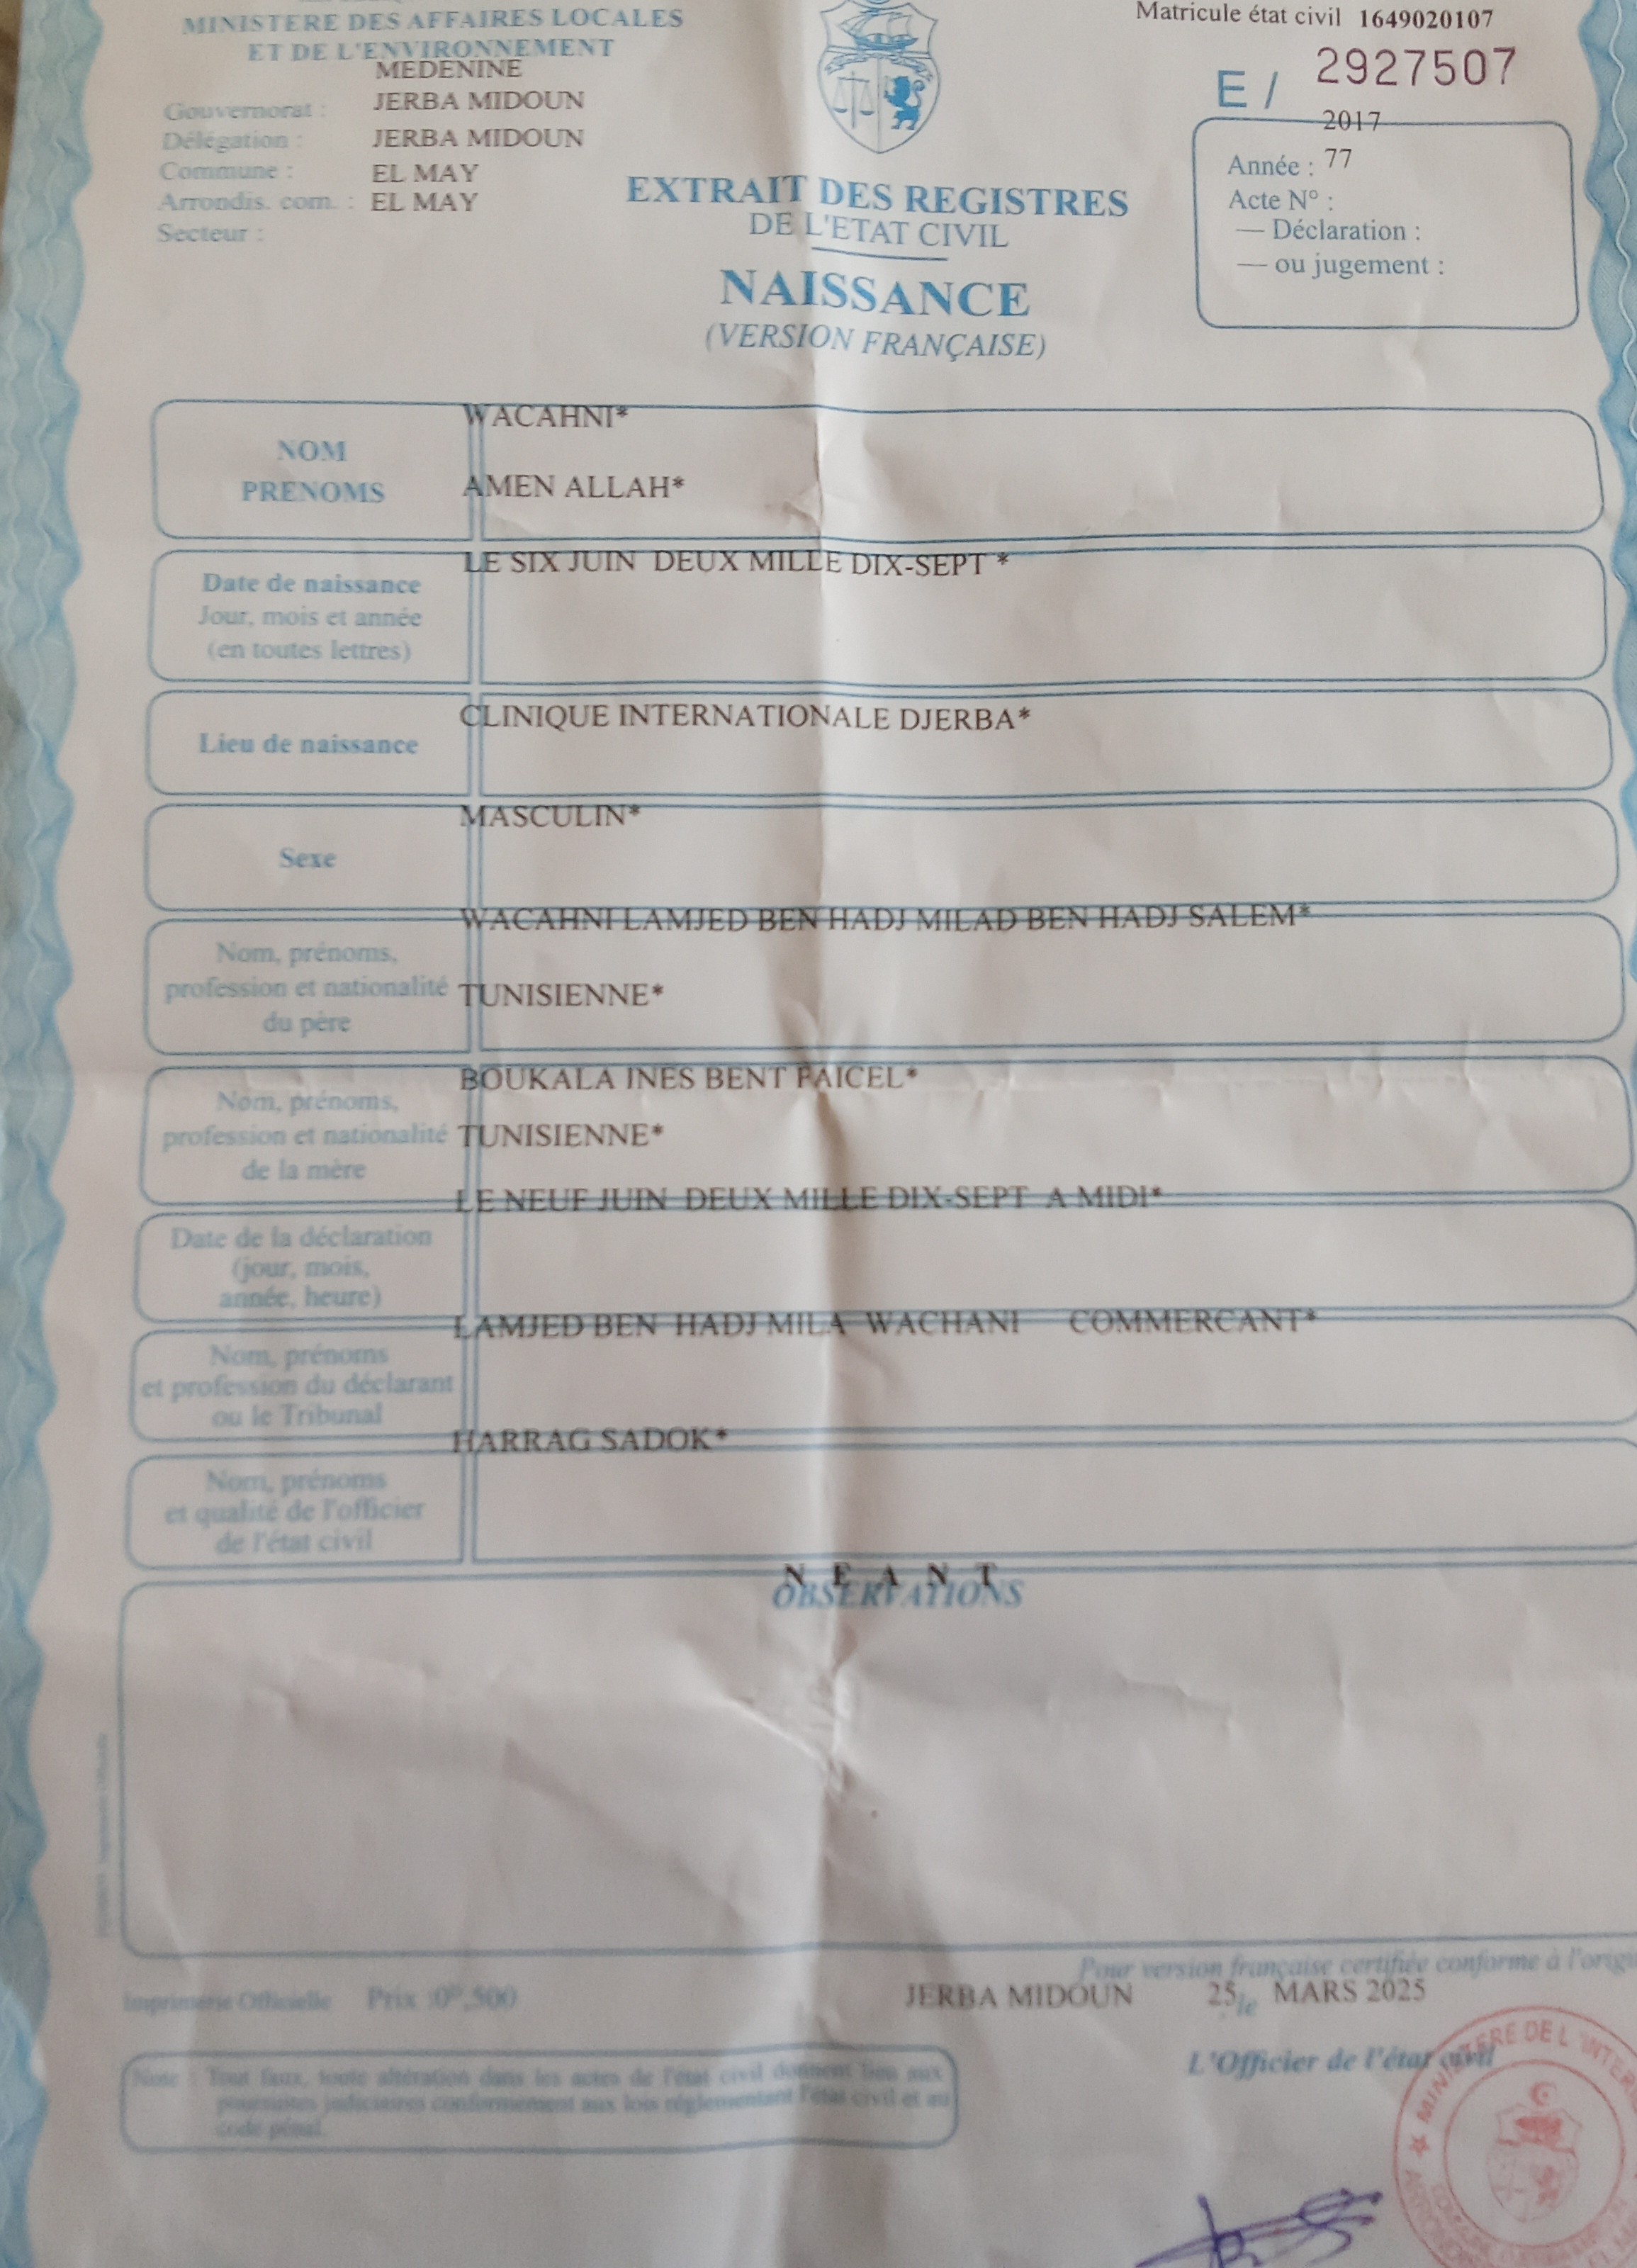 MINISTERE DES AFFAIRES LOCALES
ET DE L'ENVIRONNEMENT
MEDENINE
Gouvernorat : JERBA MIDOUN
Délégation : JERBA MIDOUN
Commune : EL MAY
Arrondis. com. : EL MAY
Secteur :
Matricule état civil 1649020107
E / 2927507
2017
Année : 77
Acte N° :
— Déclaration :
— ou jugement :
EXTRAIT DES REGISTRES
DE L'ETAT CIVIL
NAISSANCE
(VERSION FRANÇAISE)
WACAHNI*
NOM
PRENOMS
AMEN ALLAH*
LE SIX JUIN DEUX MILLE DIX-SEPT *
Date de naissance
Jour, mois et année
(en toutes lettres)
CLINIQUE INTERNATIONALE DJERBA*
Lieu de naissance
MASCULIN*
Sexe
WACAHNI LAMJED BEN HADJ MILAD BEN HADJ SALEM*
Nom, prénoms,
profession et nationalité
du père
TUNISIENNE*
BOUKALA INES BENT FAICEL*
Nom, prénoms,
profession et nationalité
de la mère
TUNISIENNE*
LE NEUF JUIN DEUX MILLE DIX-SEPT A MIDI*
Date de la déclaration
(jour, mois,
année, heure)
LAMJED BEN HADJ MILA WACHANI COMMERCANT*
Nom, prénoms
et profession du déclarant
ou le Tribunal
HARRAG SADOK*
Nom, prénoms
et qualité de l'officier
de l'état civil
N E A N T
OBSERVATIONS
Pour version française certifiée conforme à l'origi
Imprimerie Officielle Prix :0ᴰ,500
JERBA MIDOUN 25 le MARS 2025
L'Officier de l'état civil
Note : Tout faux, toute altération dans les actes de l'état civil donnent lieu aux
poursuites judiciaires conformément aux lois réglementant l'état civil et au
code pénal.
MINISTERE DE L'INTER